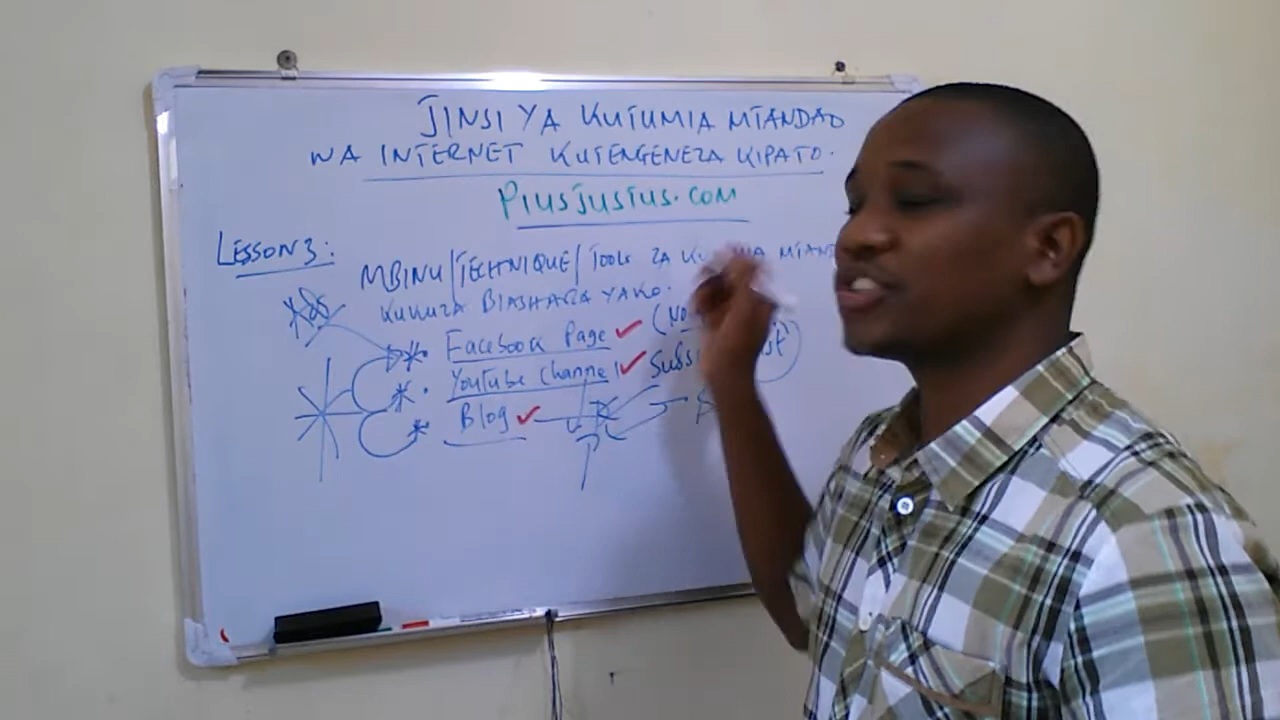 JINSI YA KUTUMIA MTANDAO
WA INTERNET KUTENGENEZA KIPATO.
PIUSJUSTUS.COM
LESSON 3:
MBINU/TECHNIQUE/TOOLS ZA
KUKUZA BIASHARA YAKO.
Facebook Page ✓
YouTube Channel ✓
Blog ✓